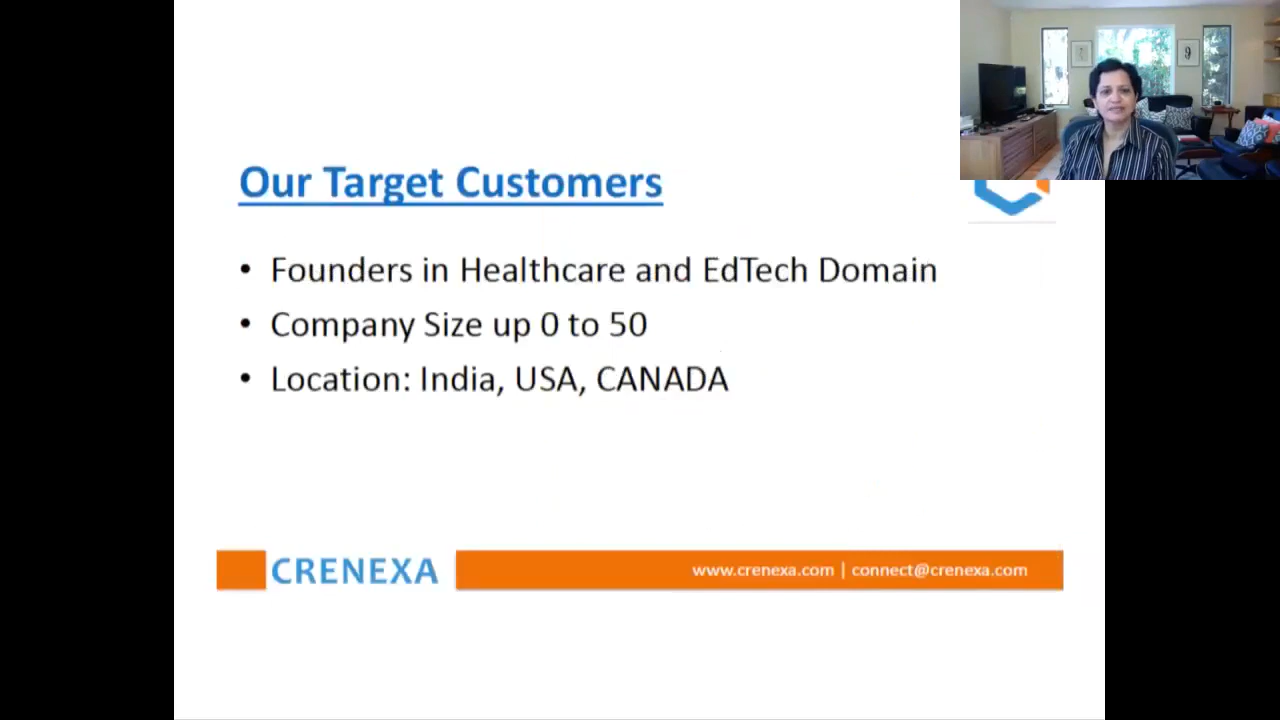 Our Target Customers
• Founders in Healthcare and EdTech Domain
• Company Size up 0 to 50
• Location: India, USA, CANADA
CRENEXA
www.crenexa.com | connect@crenexa.com